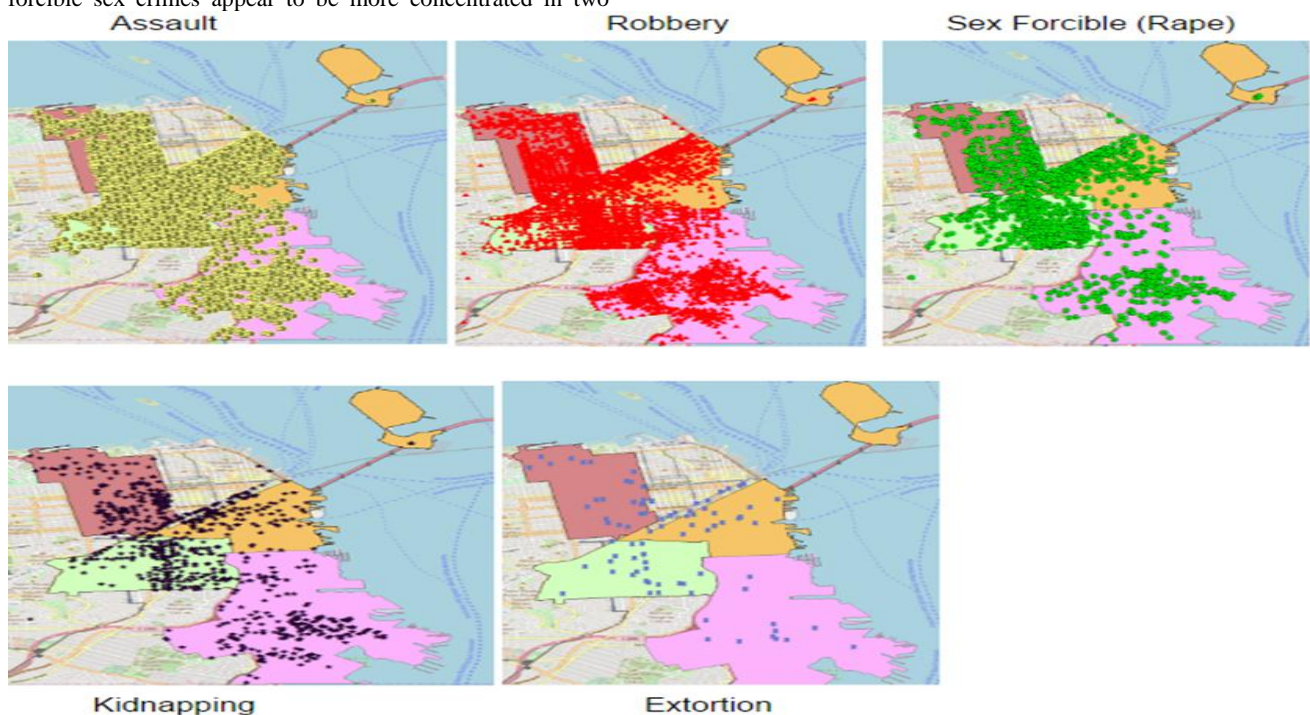 forcible sex crimes appear to be more concentrated in two
Assault
Robbery
Sex Forcible (Rape)
Kidnapping
Extortion